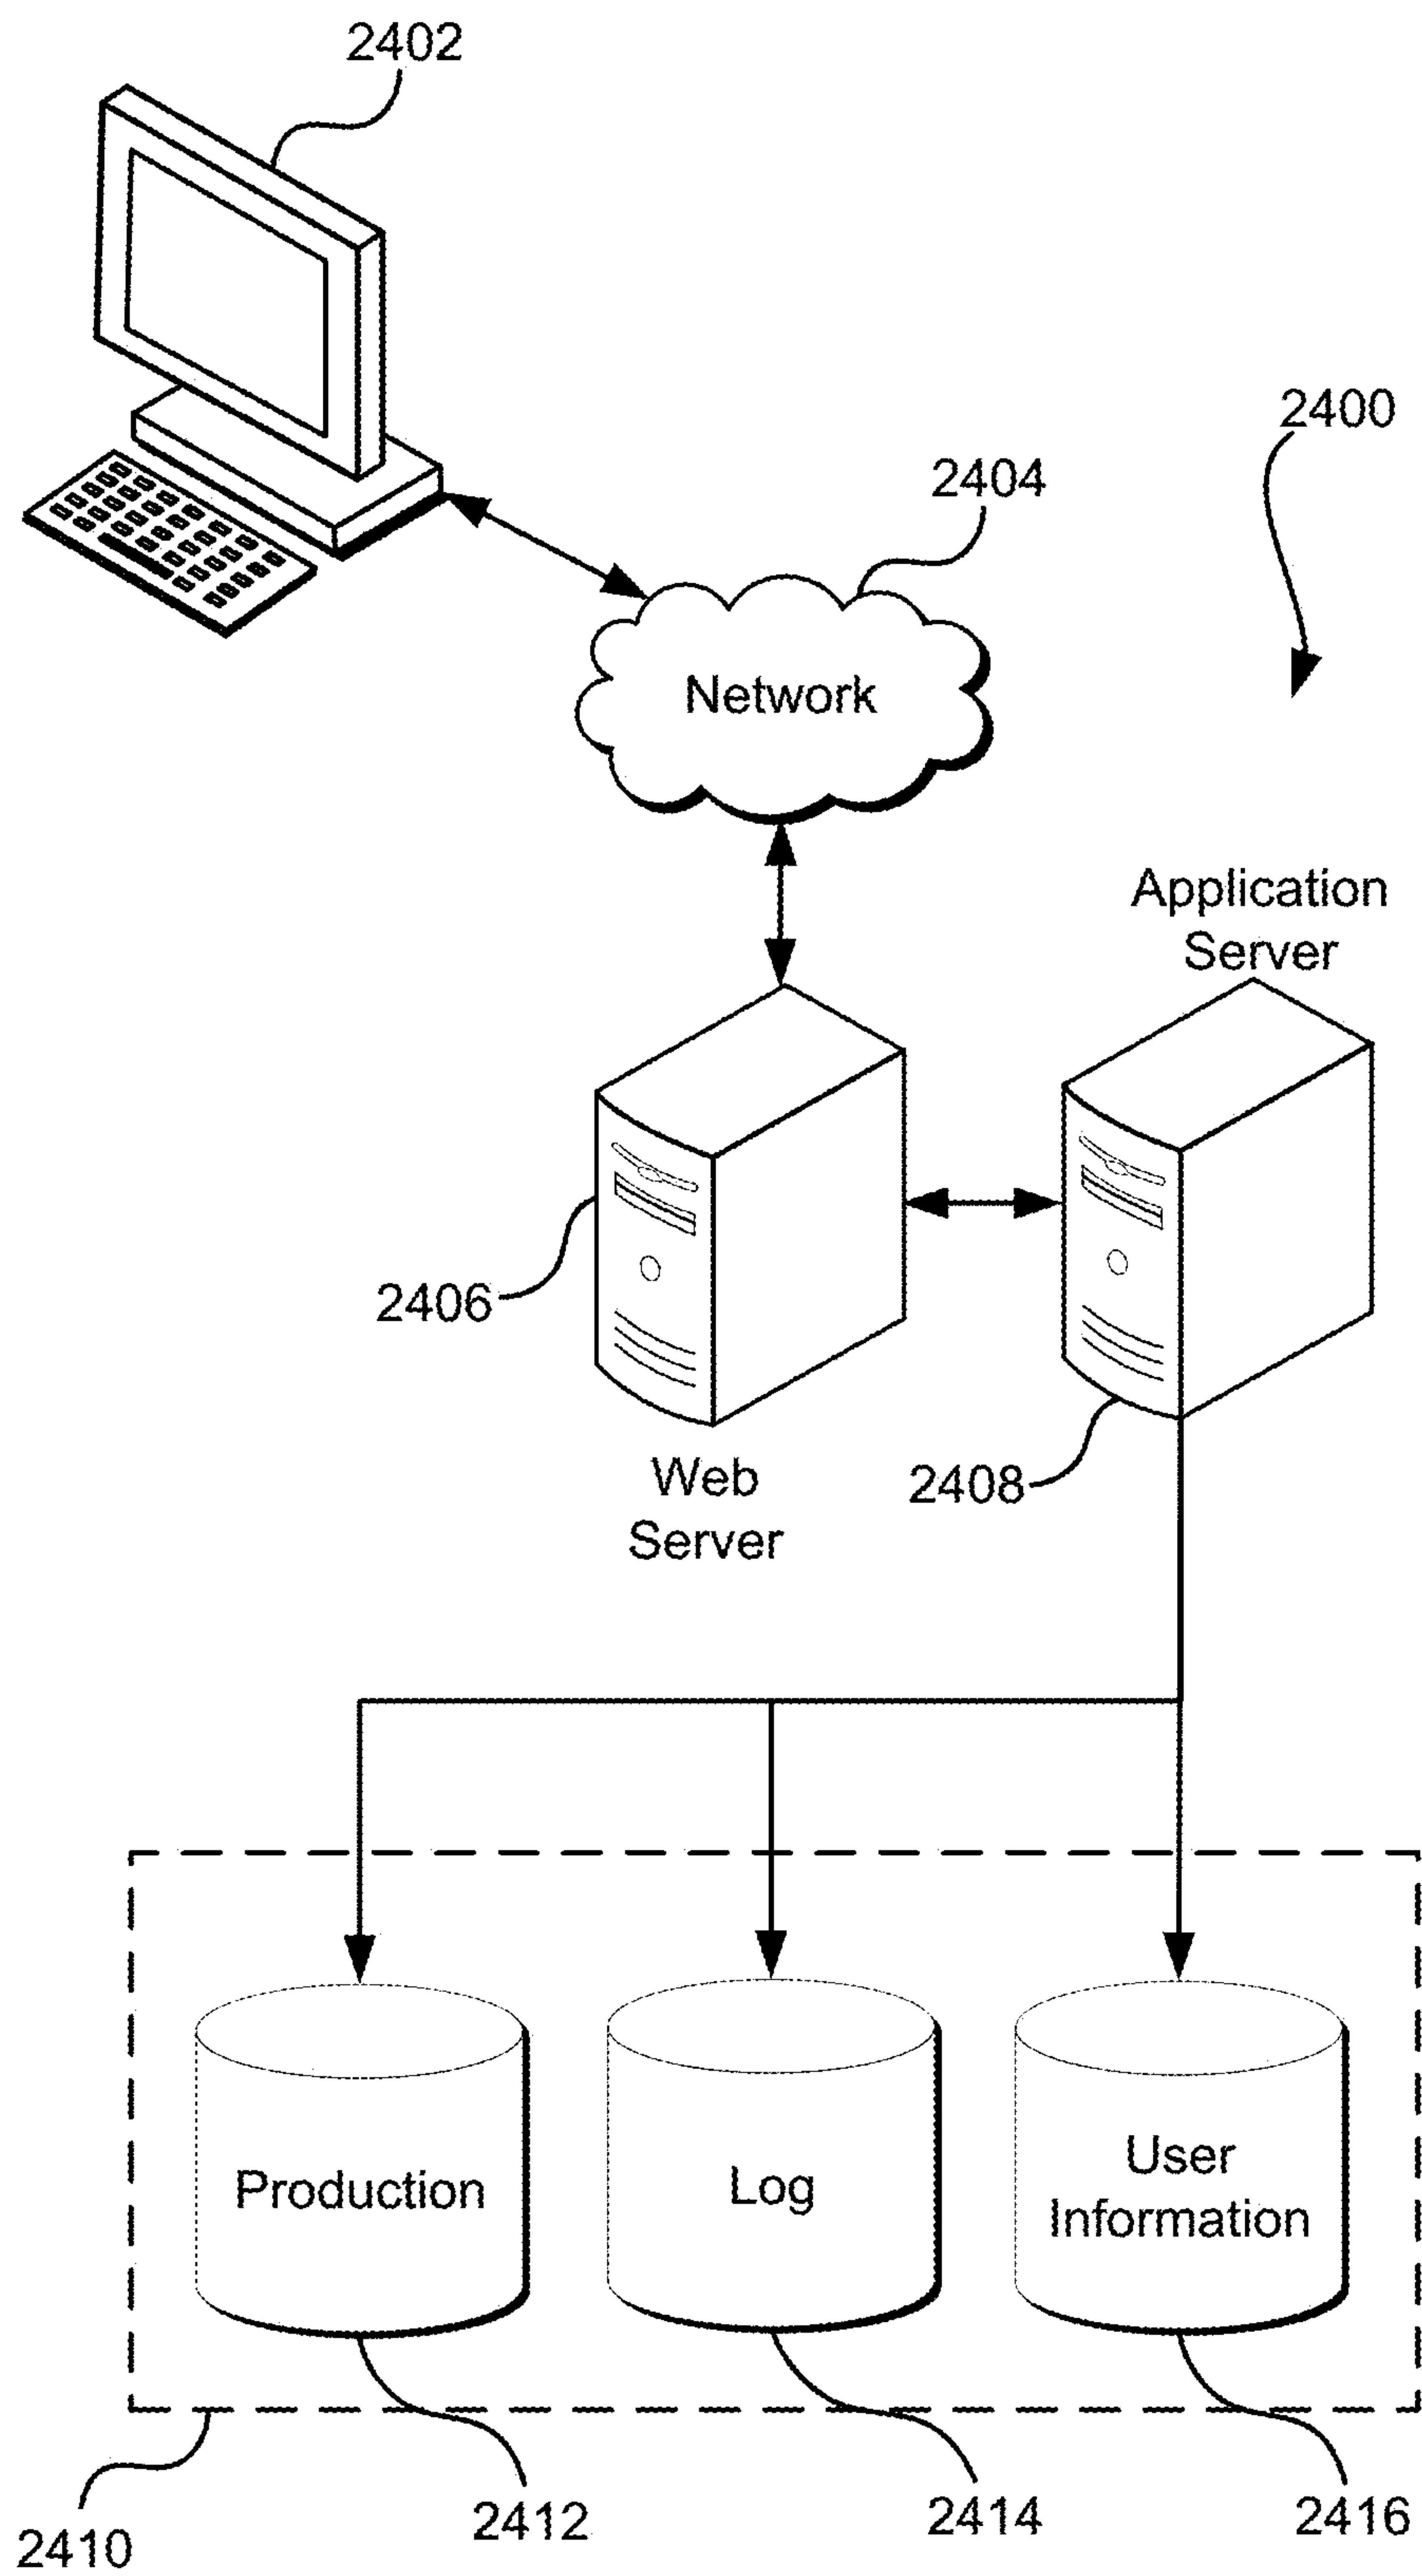 2402
2400
2404
Network
Application
Server
2406
Web
Server
2408
Production
Log
User
Information
2410
2412
2414
2416